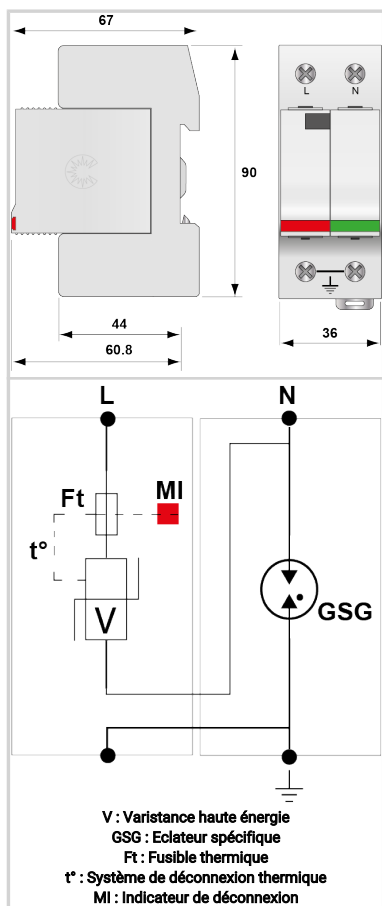 67
L N
90
44
60.8
36
L N
Ft MI
t°
V
GSG
V : Varistance haute énergie
GSG : Eclateur spécifique
Ft : Fusible thermique
t° : Système de déconnexion thermique
MI : Indicateur de déconnexion